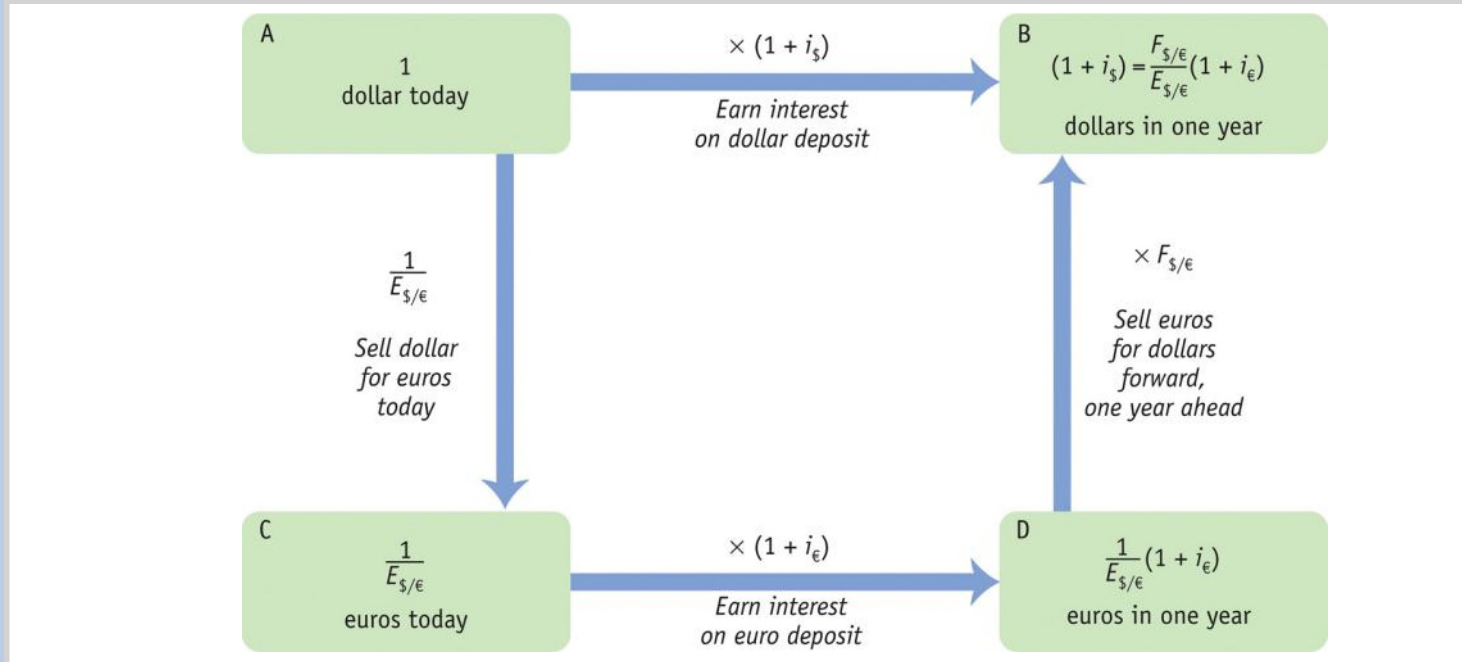 A
1
dollar today
× (1 + i$)
Earn interest
on dollar deposit
B
(1 + i$) = F$/€ / E$/€ (1 + i€)
dollars in one year
1 / E$/€
Sell dollar
for euros
today
× F$/€
Sell euros
for dollars
forward,
one year ahead
C
1 / E$/€
euros today
× (1 + i€)
Earn interest
on euro deposit
D
1 / E$/€ (1 + i€)
euros in one year